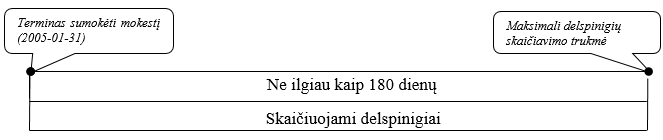 Terminas sumokėti mokestį
(2005-01-31)
Maksimali delspinigių
skaičiavimo trukmė
Ne ilgiau kaip 180 dienų
Skaičiuojami delspinigiai